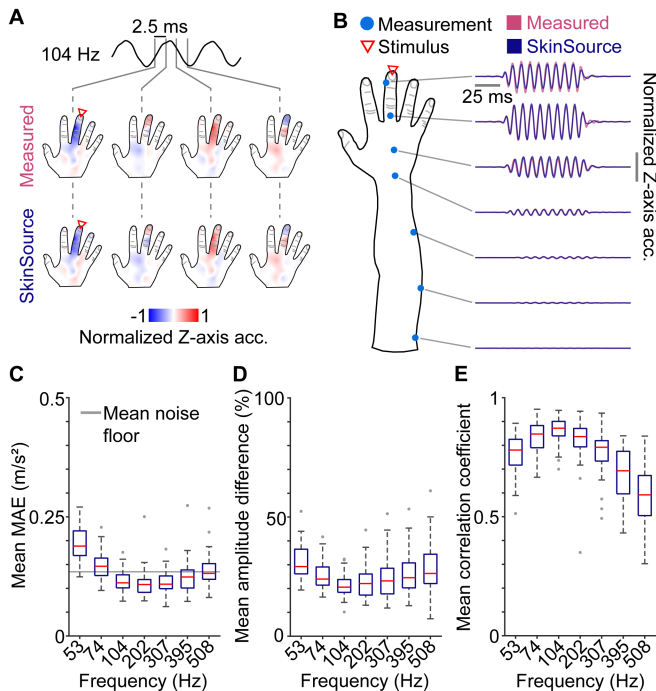 A
2.5 ms
104 Hz
Measured
SkinSource
-1
1
Normalized Z-axis acc.
B
Measurement
Stimulus
Measured
SkinSource
25 ms
Normalized Z-axis acc.
C
Mean MAE (m/s²)
0.5
0.25
0
Mean noise
floor
53
74
104
202
307
395
508
Frequency (Hz)
D
Mean amplitude difference (%)
100
50
0
53
74
104
202
307
395
508
Frequency (Hz)
E
Mean correlation coefficient
1
0.5
0
53
74
104
202
307
395
508
Frequency (Hz)